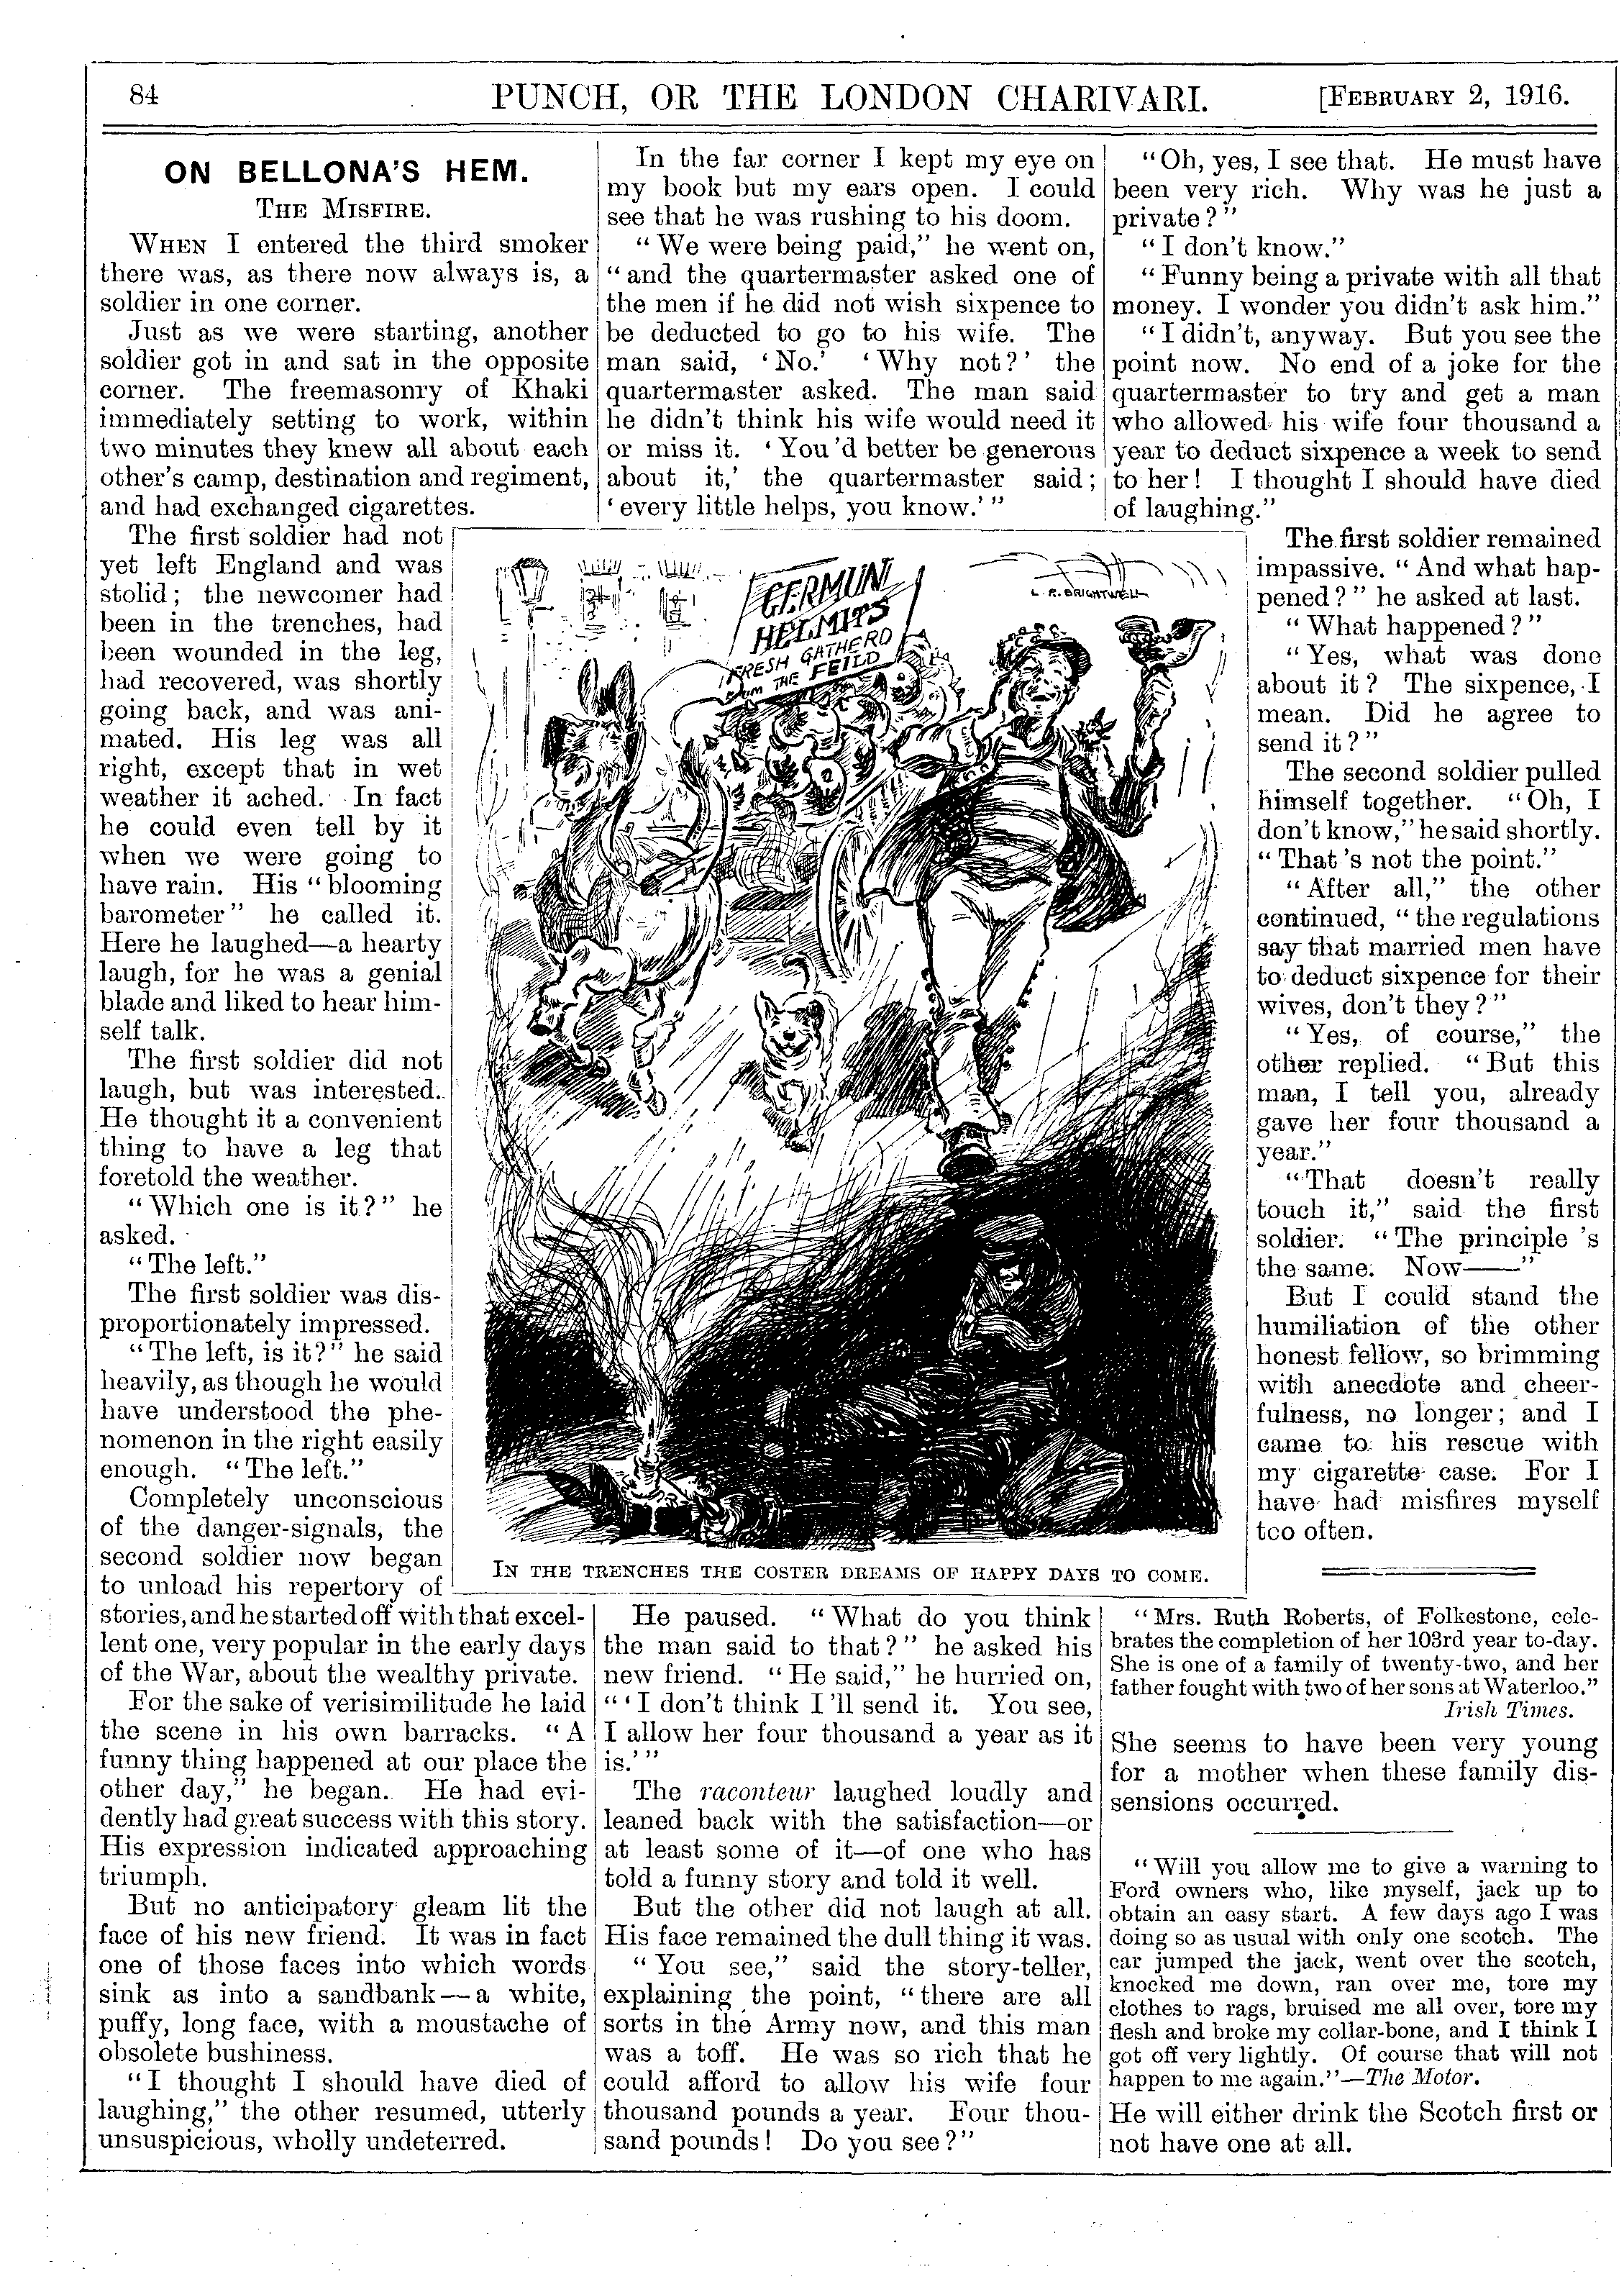 84
PUNCH, OR THE LONDON CHARIVARI.
[FEBRUARY 2, 1916.
ON BELLONA'S HEM.
THE MISFIRE.
WHEN I entered the third smoker
there was, as there now always is, a
soldier in one corner.
Just as we were starting, another
soldier got in and sat in the opposite
corner. The freemasonry of Khaki
immediately setting to work, within
two minutes they knew all about each
other's camp, destination and regiment,
and had exchanged cigarettes.
The first soldier had not
yet left England and was
stolid; the newcomer had
been in the trenches, had
been wounded in the leg,
had recovered, was shortly
going back, and was ani-
mated. His leg was all
right, except that in wet
weather it ached. In fact
he could even tell by it
when we were going to
have rain. His "blooming
barometer" he called it.
Here he laughed—a hearty
laugh, for he was a genial
blade and liked to hear him-
self talk.
The first soldier did not
laugh, but was interested.
He thought it a convenient
thing to have a leg that
foretold the weather.
"Which one is it?" he
asked.
"The left."
The first soldier was dis-
proportionately impressed.
"The left, is it?" he said
heavily, as though he would
have understood the phe-
nomenon in the right easily
enough. "The left."
Completely unconscious
of the danger-signals, the
second soldier now began
to unload his repertory of
stories, and he started off with that excel-
lent one, very popular in the early days
of the War, about the wealthy private.
For the sake of verisimilitude he laid
the scene in his own barracks. "A
funny thing happened at our place the
other day," he began. He had evi-
dently had great success with this story.
His expression indicated approaching
triumph.
But no anticipatory gleam lit the
face of his new friend. It was in fact
one of those faces into which words
sink as into a sandbank—a white,
puffy, long face, with a moustache of
obsolete bushiness.
"I thought I should have died of
laughing," the other resumed, utterly
unsuspicious, wholly undeterred.
In the far corner I kept my eye on
my book but my ears open. I could
see that he was rushing to his doom.
"We were being paid," he went on,
"and the quartermaster asked one of
the men if he did not wish sixpence to
be deducted to go to his wife. The
man said, 'No.' 'Why not?' the
quartermaster asked. The man said
he didn't think his wife would need it
or miss it. 'You'd better be generous
about it,' the quartermaster said;
'every little helps, you know.'"
GERMUN
HELMITS
FRESH GATHERD
FUM THE FEILD
L. R. BRIGHTWELL
IN THE TRENCHES THE COSTER DREAMS OF HAPPY DAYS TO COME.
He paused. "What do you think
the man said to that?" he asked his
new friend. "He said," he hurried on,
"'I don't think I'll send it. You see,
I allow her four thousand a year as it
is.'"
The raconteur laughed loudly and
leaned back with the satisfaction—or
at least some of it—of one who has
told a funny story and told it well.
But the other did not laugh at all.
His face remained the dull thing it was.
"You see," said the story-teller,
explaining the point, "there are all
sorts in the Army now, and this man
was a toff. He was so rich that he
could afford to allow his wife four
thousand pounds a year. Four thou-
sand pounds! Do you see?"
"Oh, yes, I see that. He must have
been very rich. Why was he just a
private?"
"I don't know."
"Funny being a private with all that
money. I wonder you didn't ask him."
"I didn't, anyway. But you see the
point now. No end of a joke for the
quartermaster to try and get a man
who allowed his wife four thousand a
year to deduct sixpence a week to send
to her! I thought I should have died
of laughing."
The first soldier remained
impassive. "And what hap-
pened?" he asked at last.
"What happened?"
"Yes, what was done
about it? The sixpence, I
mean. Did he agree to
send it?"
The second soldier pulled
himself together. "Oh, I
don't know," he said shortly.
"That's not the point."
"After all," the other
continued, "the regulations
say that married men have
to deduct sixpence for their
wives, don't they?"
"Yes, of course," the
other replied. "But this
man, I tell you, already
gave her four thousand a
year."
"That doesn't really
touch it," said the first
soldier. "The principle's
the same. Now——"
But I could stand the
humiliation of the other
honest fellow, so brimming
with anecdote and cheer-
fulness, no longer; and I
came to his rescue with
my cigarette case. For I
have had misfires myself
too often.
"Mrs. Ruth Roberts, of Folkestone, cele-
brates the completion of her 103rd year to-day.
She is one of a family of twenty-two, and her
father fought with two of her sons at Waterloo."
Irish Times.
She seems to have been very young
for a mother when these family dis-
sensions occurred.
"Will you allow me to give a warning to
Ford owners who, like myself, jack up to
obtain an easy start. A few days ago I was
doing so as usual with only one scotch. The
car jumped the jack, went over the scotch,
knocked me down, ran over me, tore my
clothes to rags, bruised me all over, tore my
flesh and broke my collar-bone, and I think I
got off very lightly. Of course that will not
happen to me again."—The Motor.
He will either drink the Scotch first or
not have one at all.